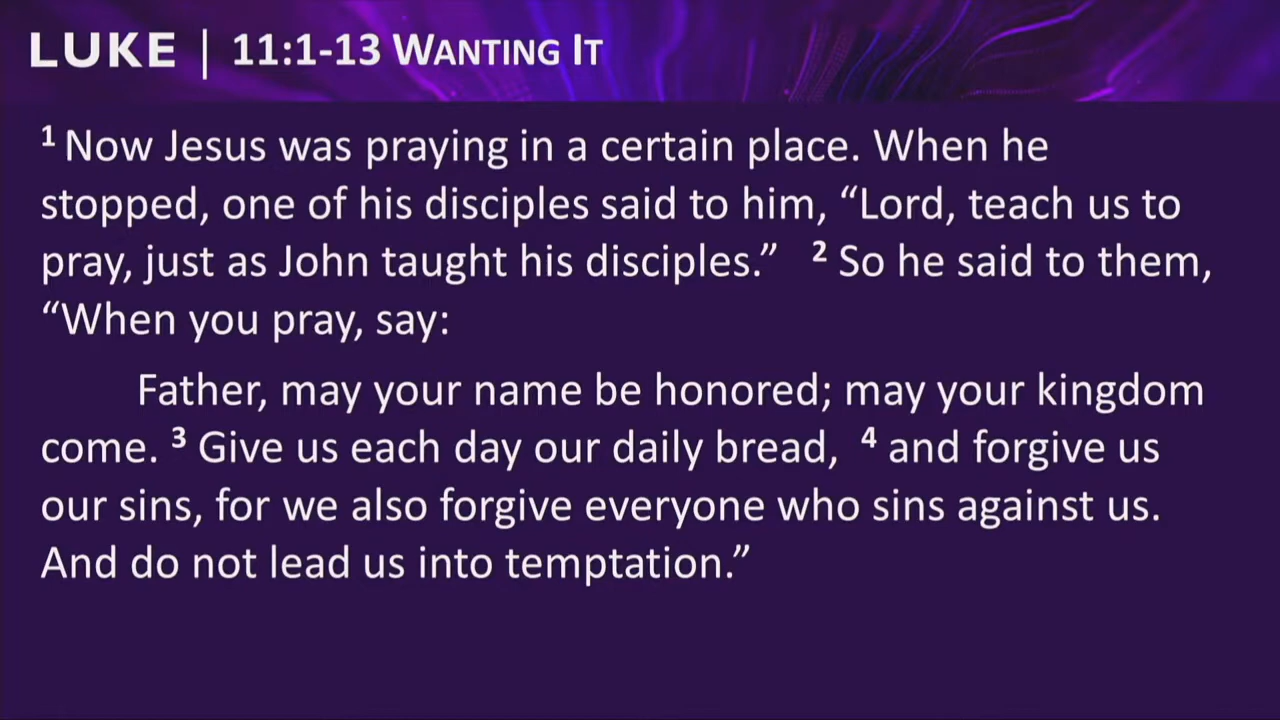 LUKE | 11:1-13 WANTING IT
¹ Now Jesus was praying in a certain place. When he
stopped, one of his disciples said to him, “Lord, teach us to
pray, just as John taught his disciples.” ² So he said to them,
“When you pray, say:
Father, may your name be honored; may your kingdom
come. ³ Give us each day our daily bread, ⁴ and forgive us
our sins, for we also forgive everyone who sins against us.
And do not lead us into temptation.”